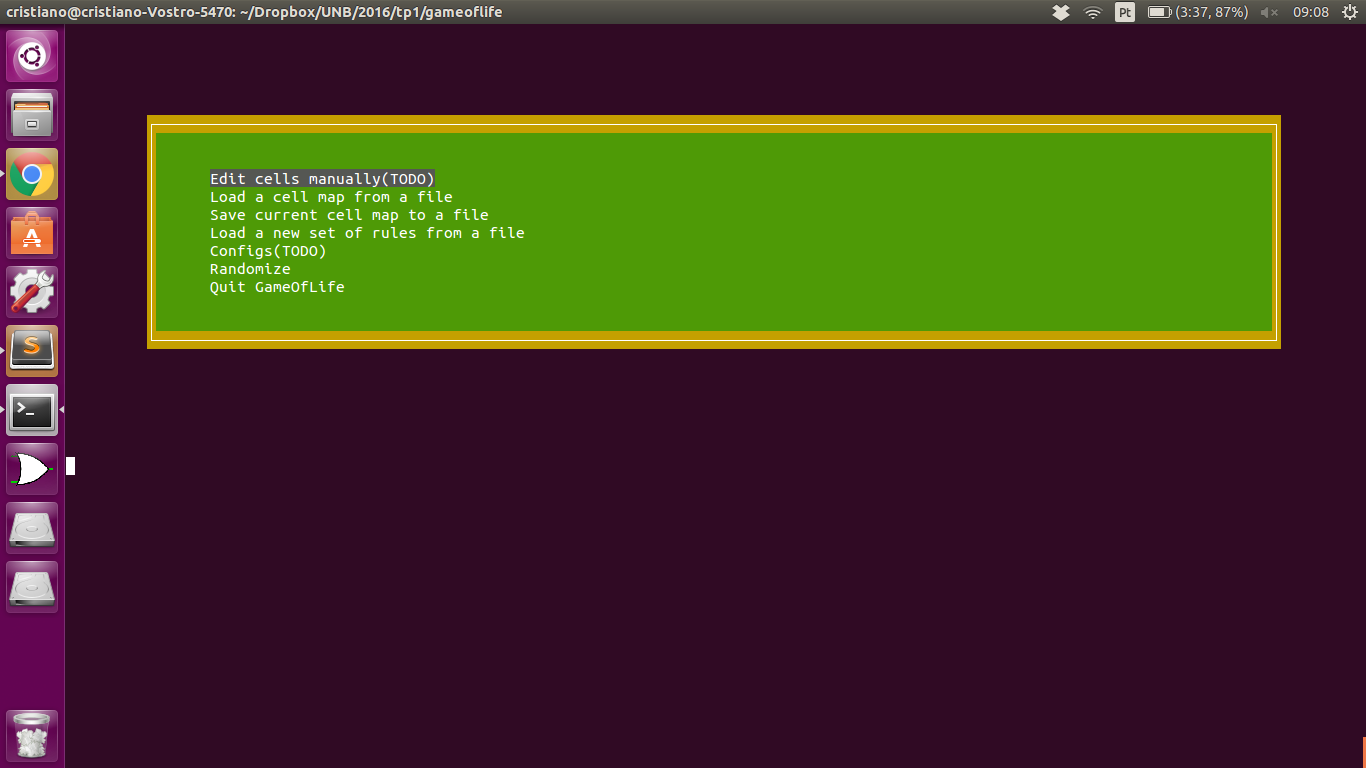 cristiano@cristiano-Vostro-5470: ~/Dropbox/UNB/2016/tp1/gameoflife Pt (3:37, 87%) 09:08
Edit cells manually(TODO)
Load a cell map from a file
Save current cell map to a file
Load a new set of rules from a file
Configs(TODO)
Randomize
Quit GameOfLife